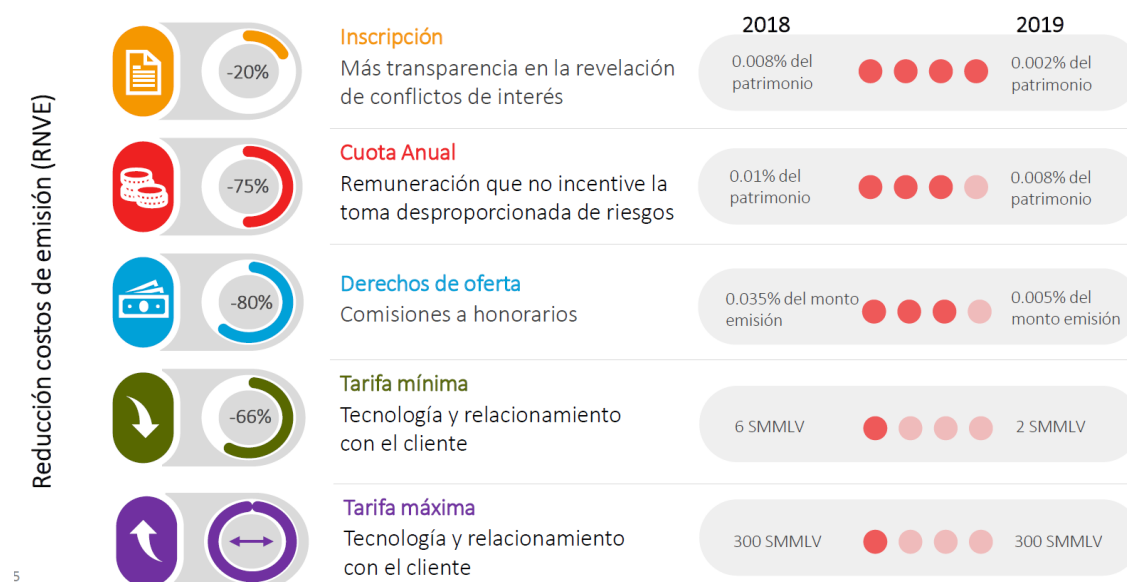 Reducción costos de emisión (RNVE)
2018
2019
-20%
Inscripción
Más transparencia en la revelación
de conflictos de interés
0.008% del
patrimonio
0.002% del
patrimonio
-75%
Cuota Anual
Remuneración que no incentive la
toma desproporcionada de riesgos
0.01% del
patrimonio
0.008% del
patrimonio
-80%
Derechos de oferta
Comisiones a honorarios
0.035% del monto
emisión
0.005% del
monto emisión
-66%
Tarifa mínima
Tecnología y relacionamiento
con el cliente
6 SMMLV
2 SMMLV
Tarifa máxima
Tecnología y relacionamiento
con el cliente
300 SMMLV
300 SMMLV
5